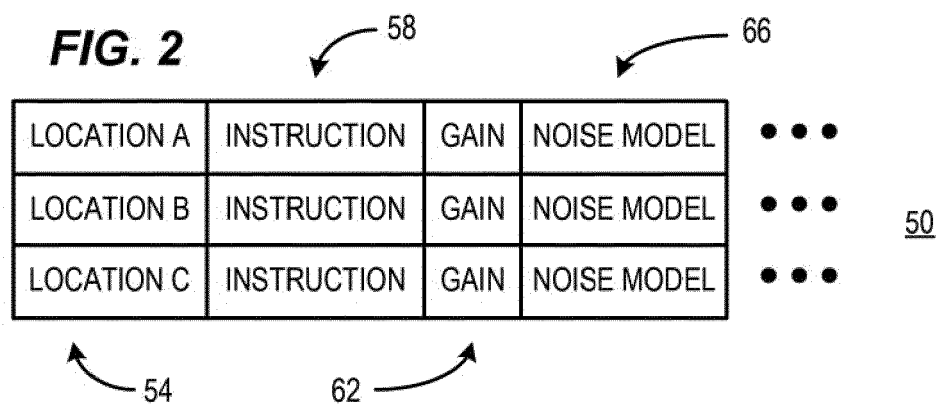 FIG. 2
58
66
LOCATION A INSTRUCTION GAIN NOISE MODEL
LOCATION B INSTRUCTION GAIN NOISE MODEL
50
LOCATION C INSTRUCTION GAIN NOISE MODEL
54
62